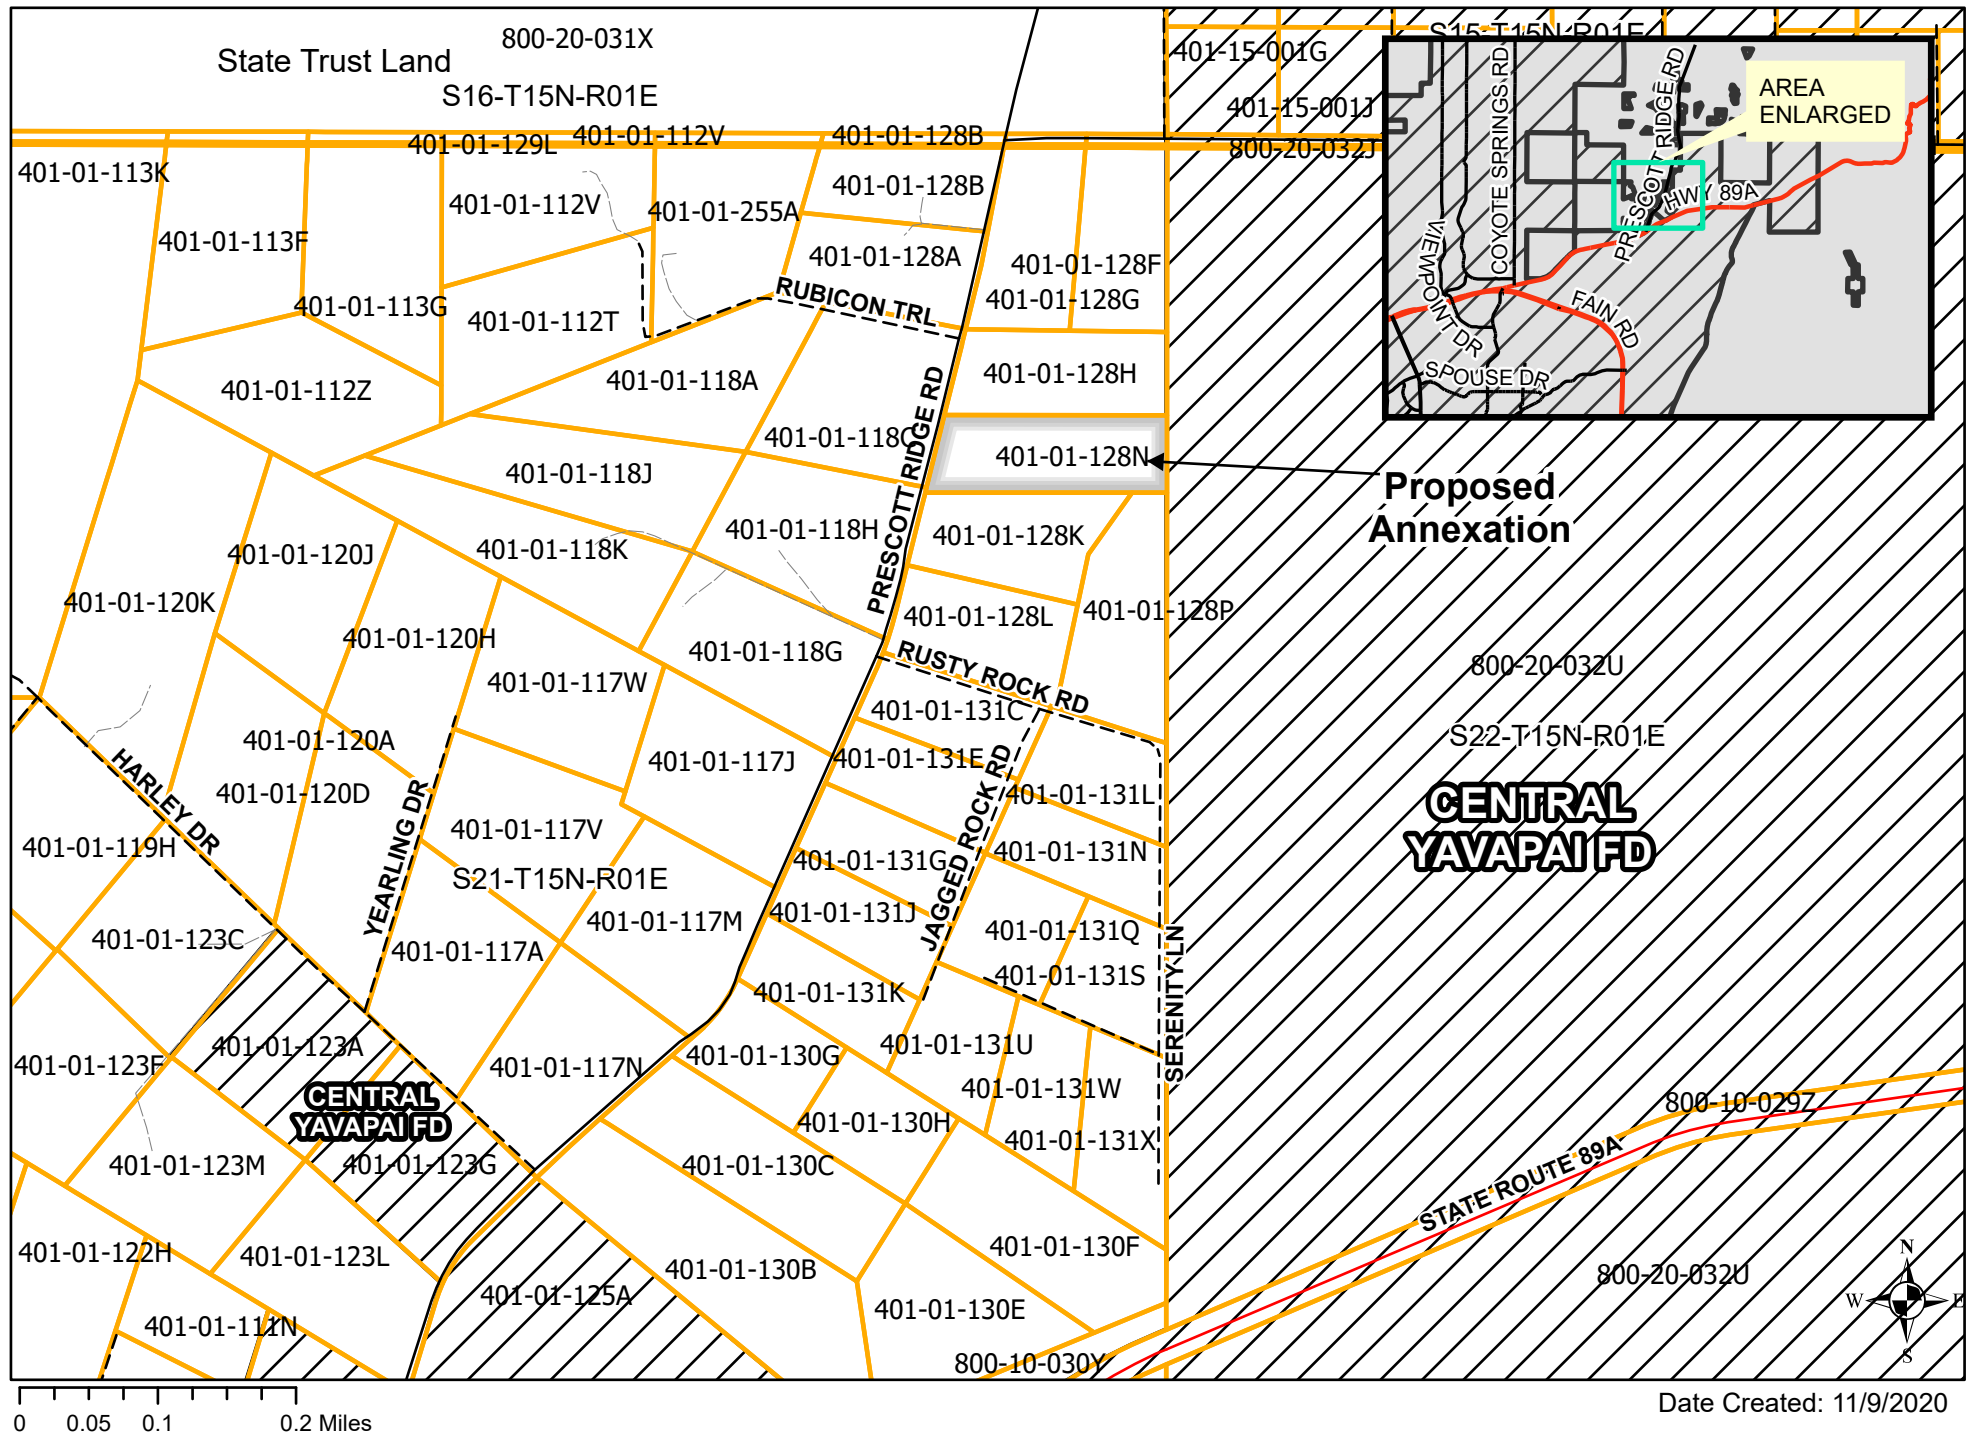 800-20-031X
State Trust Land
S16-T15N-R01E
S15-T15N-R01E
401-15-001G
401-15-001J
800-20-032J
401-01-129L
401-01-112V
401-01-128B
401-01-113K
401-01-128B
401-01-112V
401-01-255A
401-01-113F
401-01-128A
401-01-128F
401-01-128G
401-01-113G
401-01-112T
RUBICON TRL
401-01-128H
401-01-112Z
401-01-118A
401-01-118C
PRESCOTT RIDGE RD
401-01-128N
Proposed
Annexation
401-01-118J
401-01-118H
401-01-128K
401-01-118K
401-01-120J
401-01-120K
401-01-128L
401-01-128P
401-01-120H
401-01-118G
RUSTY ROCK RD
401-01-117W
401-01-131C
401-01-120A
401-01-131E
401-01-117J
401-01-120D
401-01-131L
HARLEY DR
YEARLING DR
JAGGED ROCK RD
401-01-117V
401-01-119H
401-01-131G
401-01-131N
S21-T15N-R01E
401-01-117M
401-01-131J
401-01-123C
401-01-117A
401-01-131Q
401-01-131S
401-01-131K
SERENITY LN
401-01-123A
401-01-123F
401-01-117N
401-01-130G
401-01-131U
401-01-131W
CENTRAL
YAVAPAI FD
401-01-130H
401-01-131X
401-01-123M
401-01-123G
401-01-130C
401-01-122H
401-01-123L
401-01-130B
401-01-130F
401-01-125A
401-01-130E
401-01-111N
800-10-030Y
800-20-032U
S22-T15N-R01E
CENTRAL
YAVAPAI FD
800-10-029Z
STATE ROUTE 89A
800-20-032U
N
W
E
S
AREA
ENLARGED
PRESCOTT RIDGE RD
COYOTE SPRINGS RD
HWY 89A
VIEWPOINT DR
FAIN RD
SPOUSE DR
0 0.05 0.1 0.2 Miles
Date Created: 11/9/2020